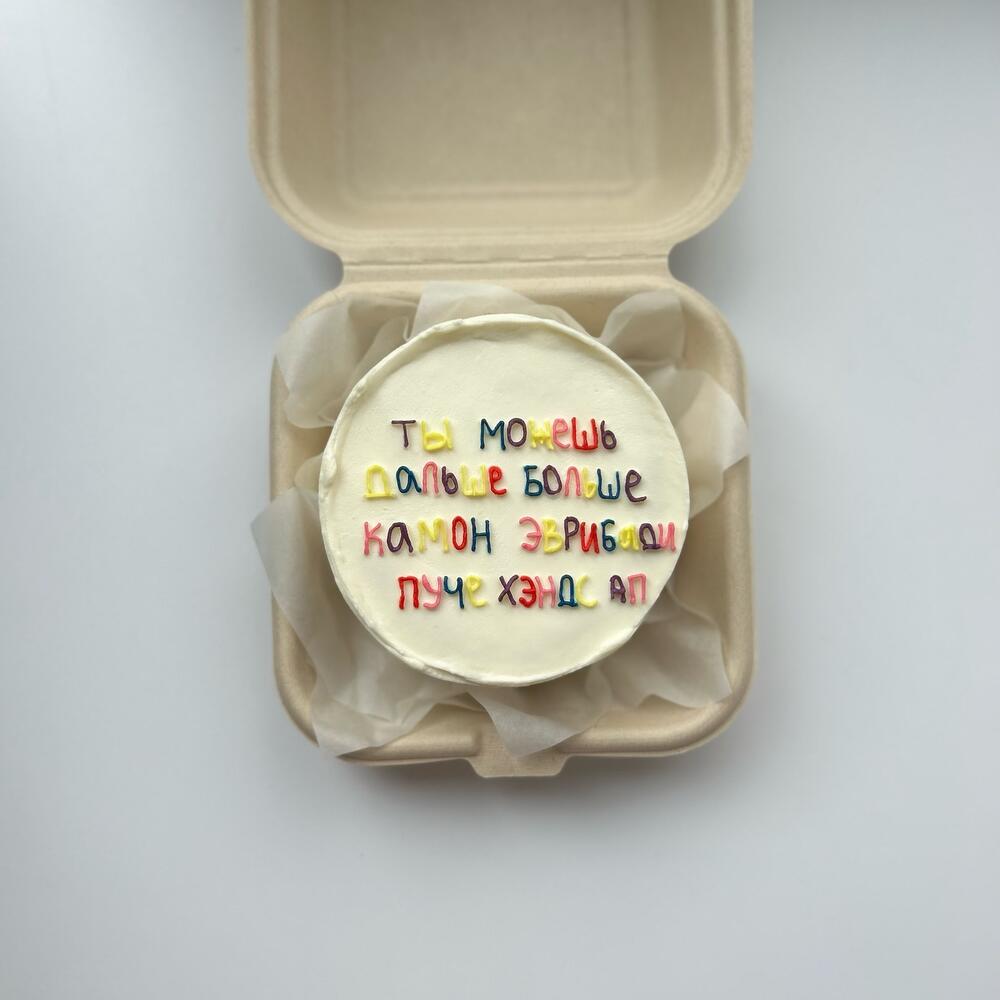 ты можешь
дальше больше
камон эврибади
пуче хэндс ап